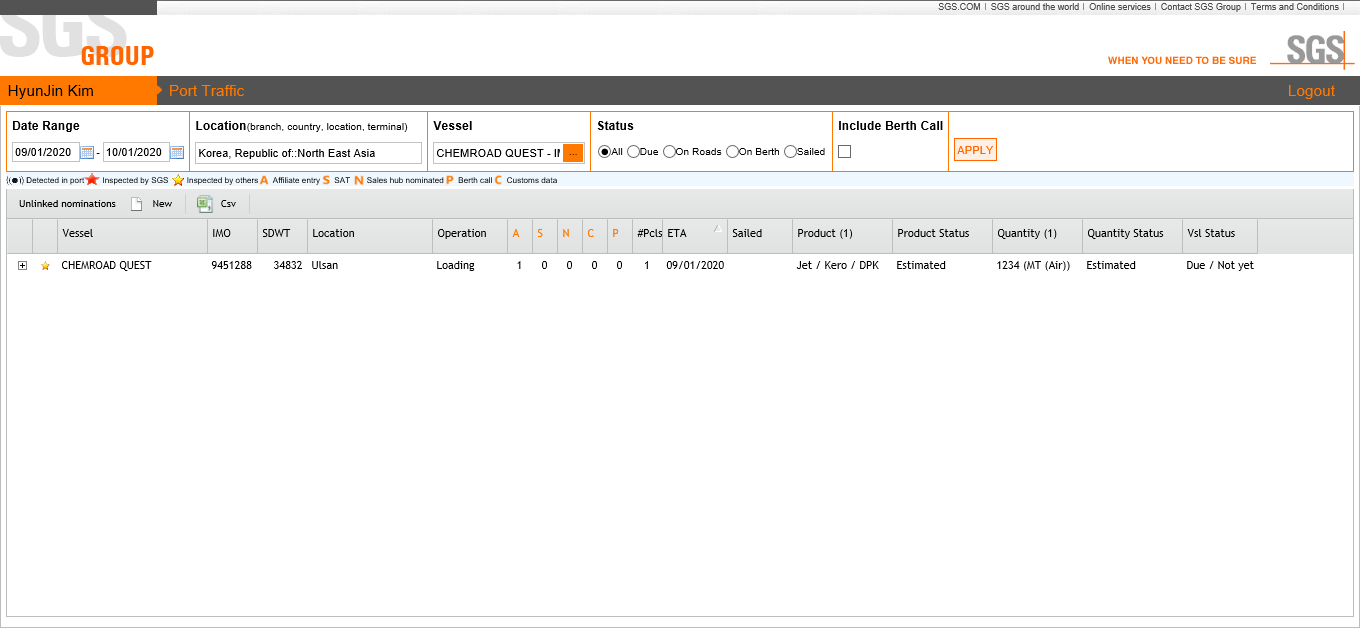 SGS.COM | SGS around the world | Online services | Contact SGS Group | Terms and Conditions |
SGS
GROUP
WHEN YOU NEED TO BE SURE
SGS
HyunJin Kim Port Traffic Logout
Date Range Location(branch, country, location, terminal) Vessel Status Include Berth Call
09/01/2020 - 10/01/2020 Korea, Republic of::North East Asia CHEMROAD QUEST - ... All Due On Roads On Berth Sailed APPLY
((●)) Detected in port Inspected by SGS Inspected by others A Affiliate entry S SAT N Sales hub nominated P Berth call C Customs data
Unlinked nominations New Csv
Vessel IMO SDWT Location Operation A S N C P #Pcls ETA Sailed Product (1) Product Status Quantity (1) Quantity Status Vsl Status
CHEMROAD QUEST 9451288 34832 Ulsan Loading 1 0 0 0 0 1 09/01/2020 Jet / Kero / DPK Estimated 1234 (MT (Air)) Estimated Due / Not yet